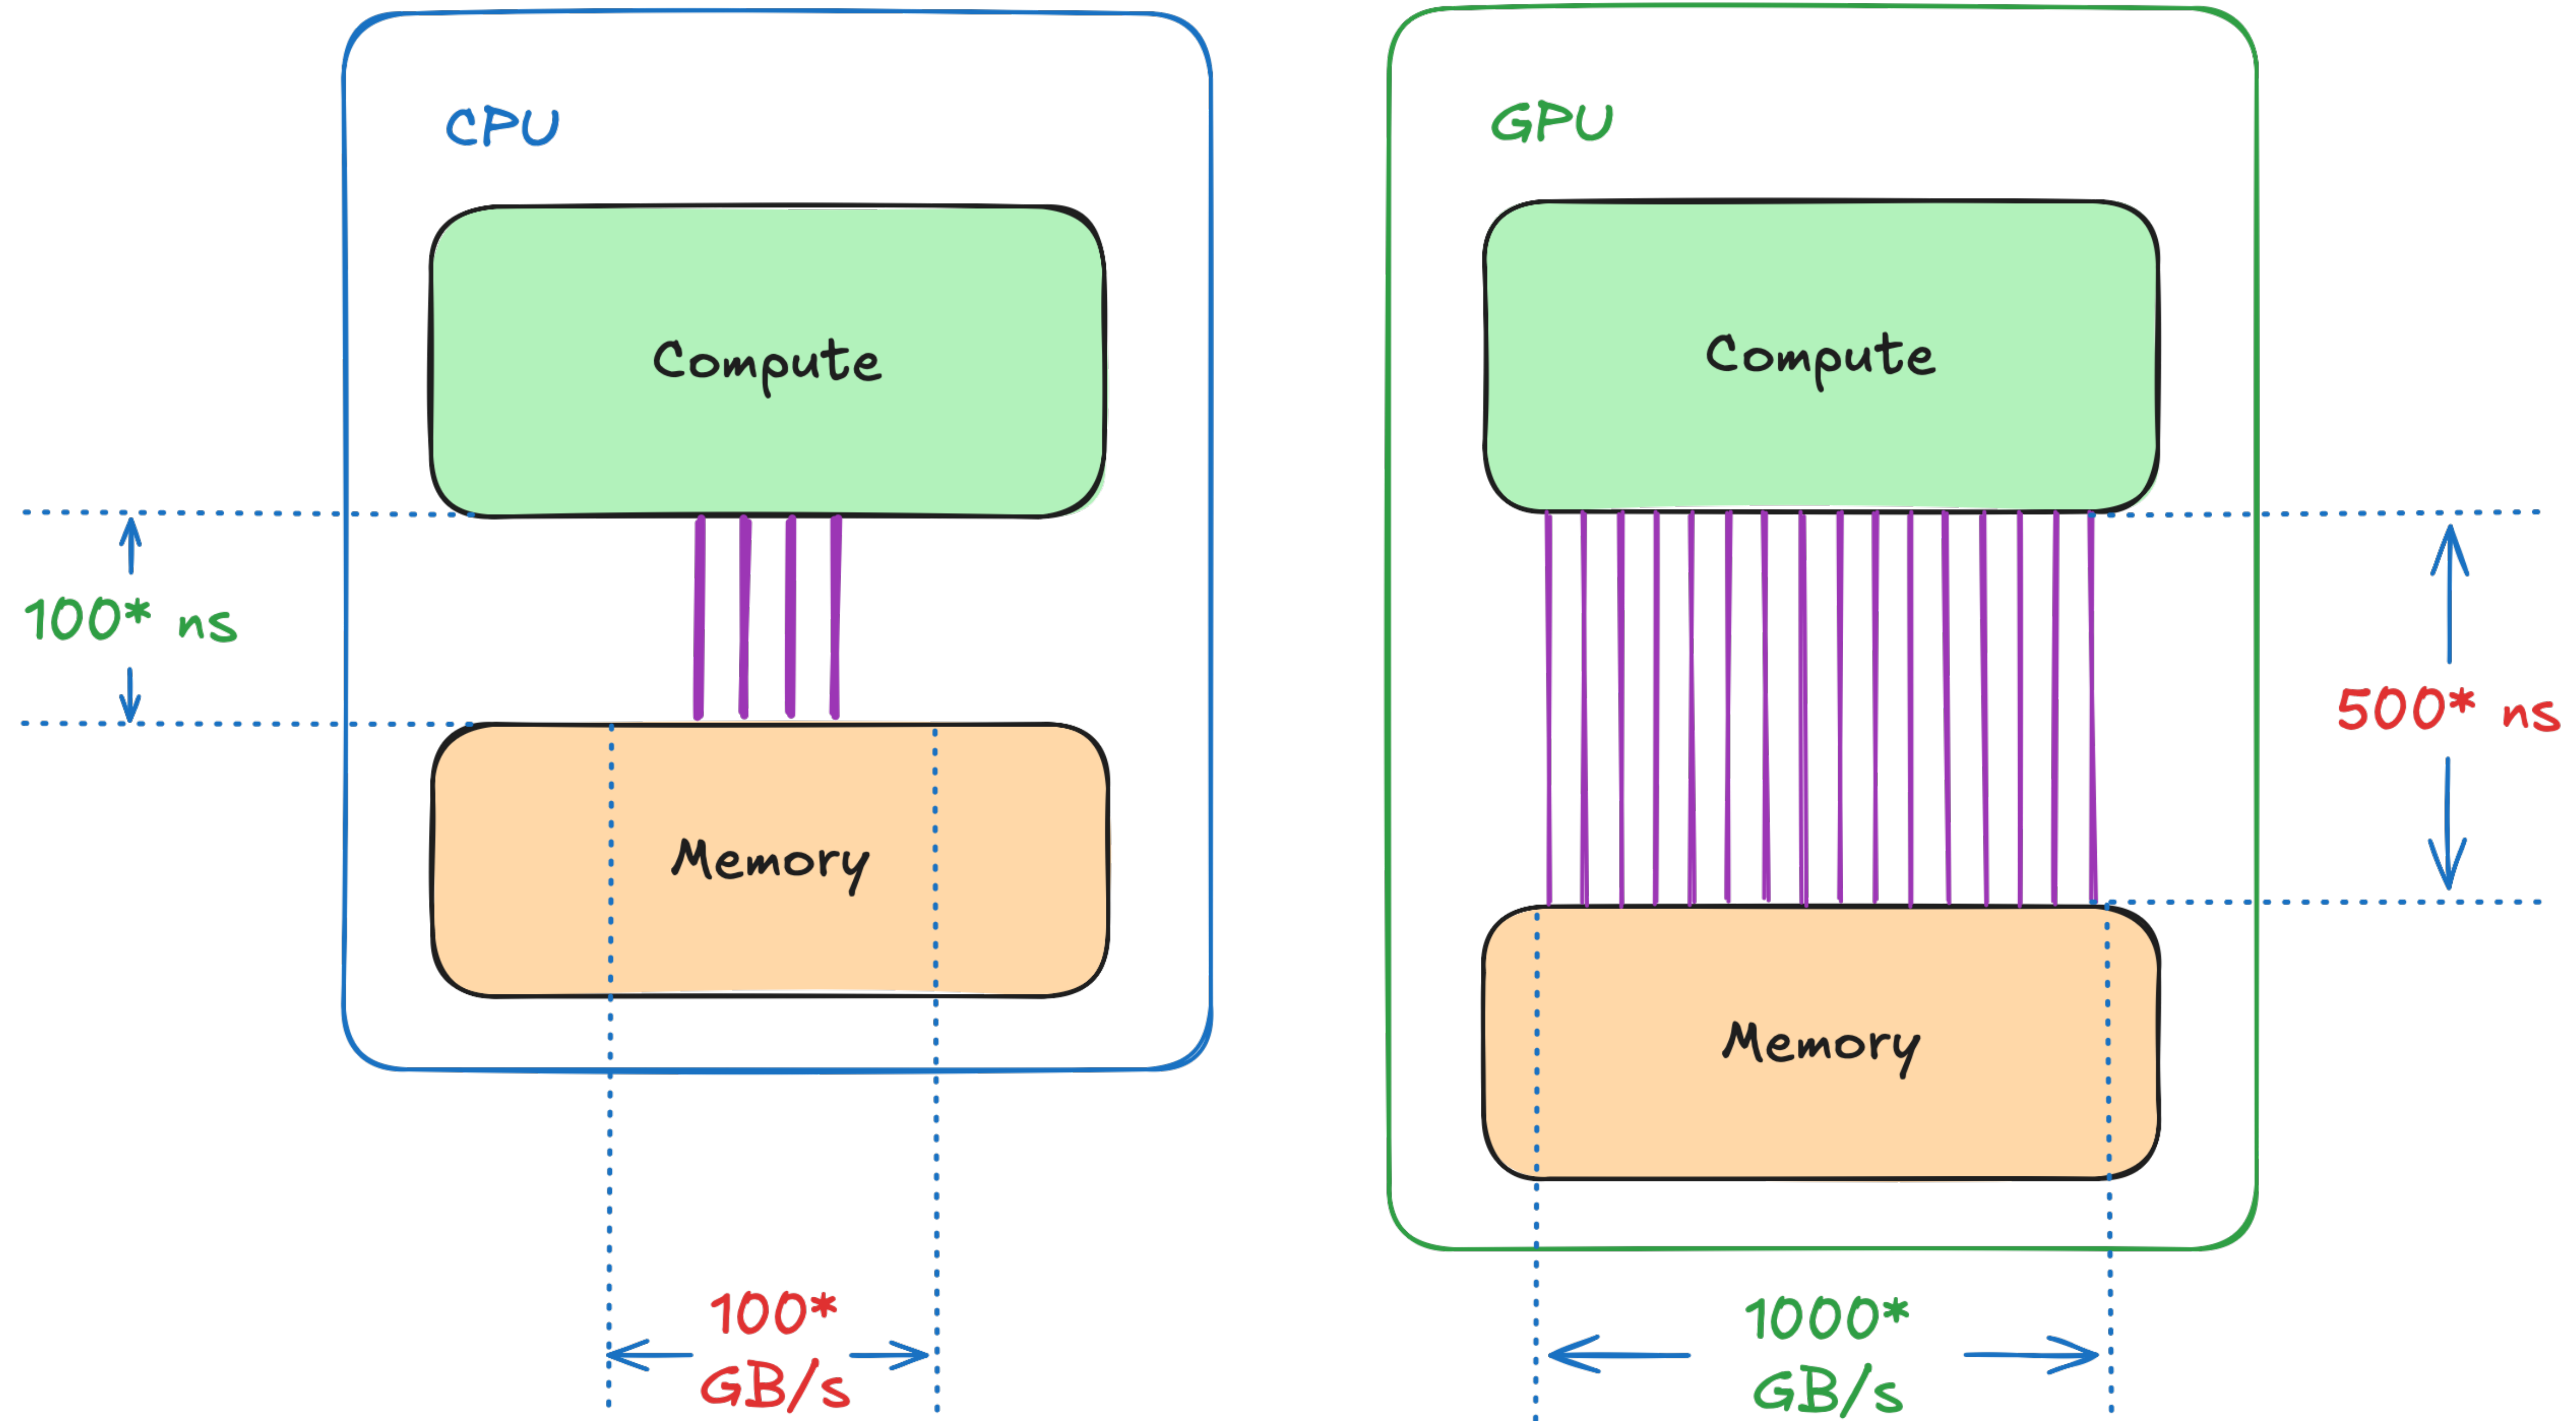 CPU
Compute
100* ns
Memory
100*
GB/s
GPU
Compute
500* ns
Memory
1000*
GB/s